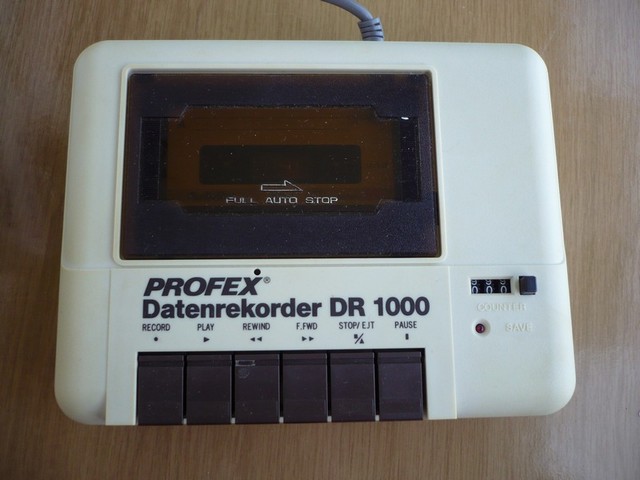 FULL AUTO STOP
PROFEX®
Datenrekorder DR 1000
RECORD PLAY REWIND F.FWD STOP/EJT PAUSE
COUNTER
SAVE